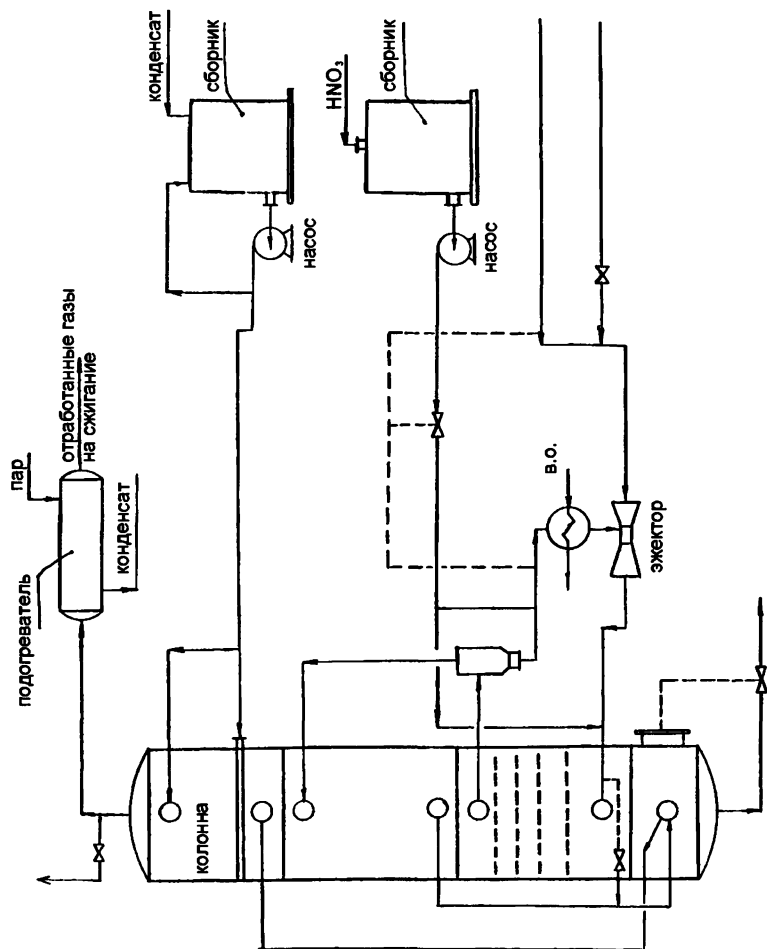 конденсат
сборник
HNO₃
сборник
насос
насос
отработанные газы
на сжигание
пар
конденсат
подогреватель
в.о.
эжектор
колонна